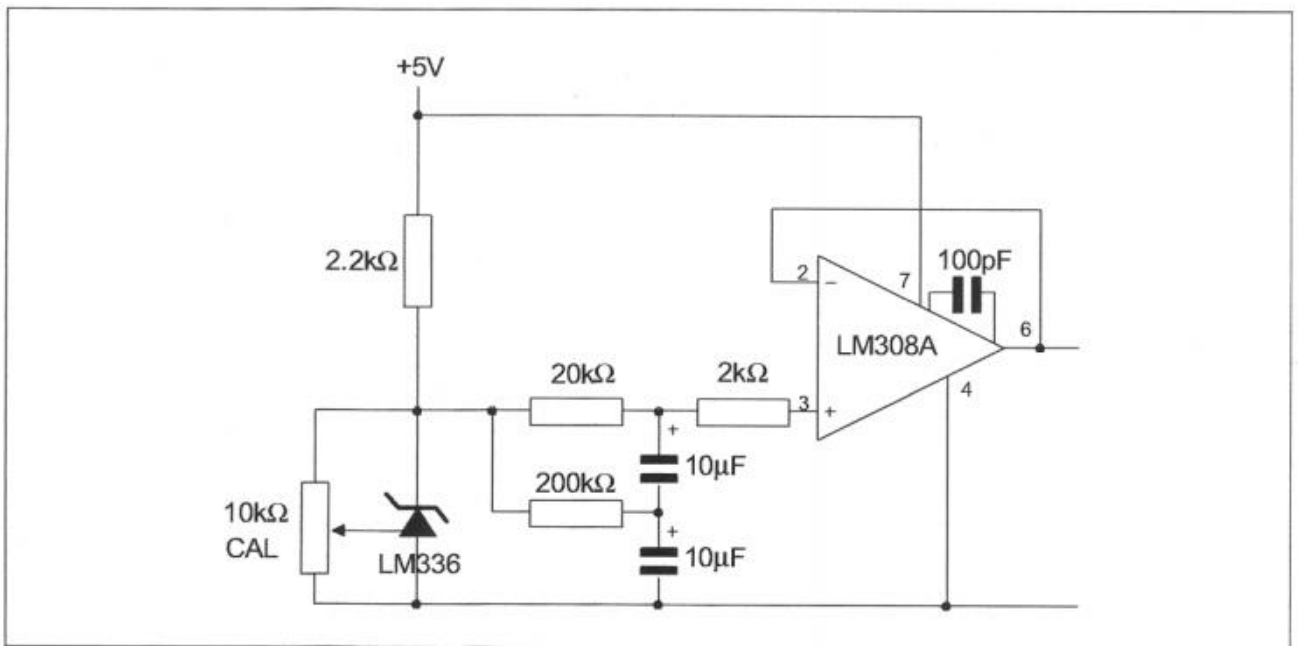 +5V
2.2kΩ
100pF
2
−
7
6
LM308A
20kΩ
2kΩ
3
+
4
+
10μF
200kΩ
10kΩ
CAL
LM336
+
10μF